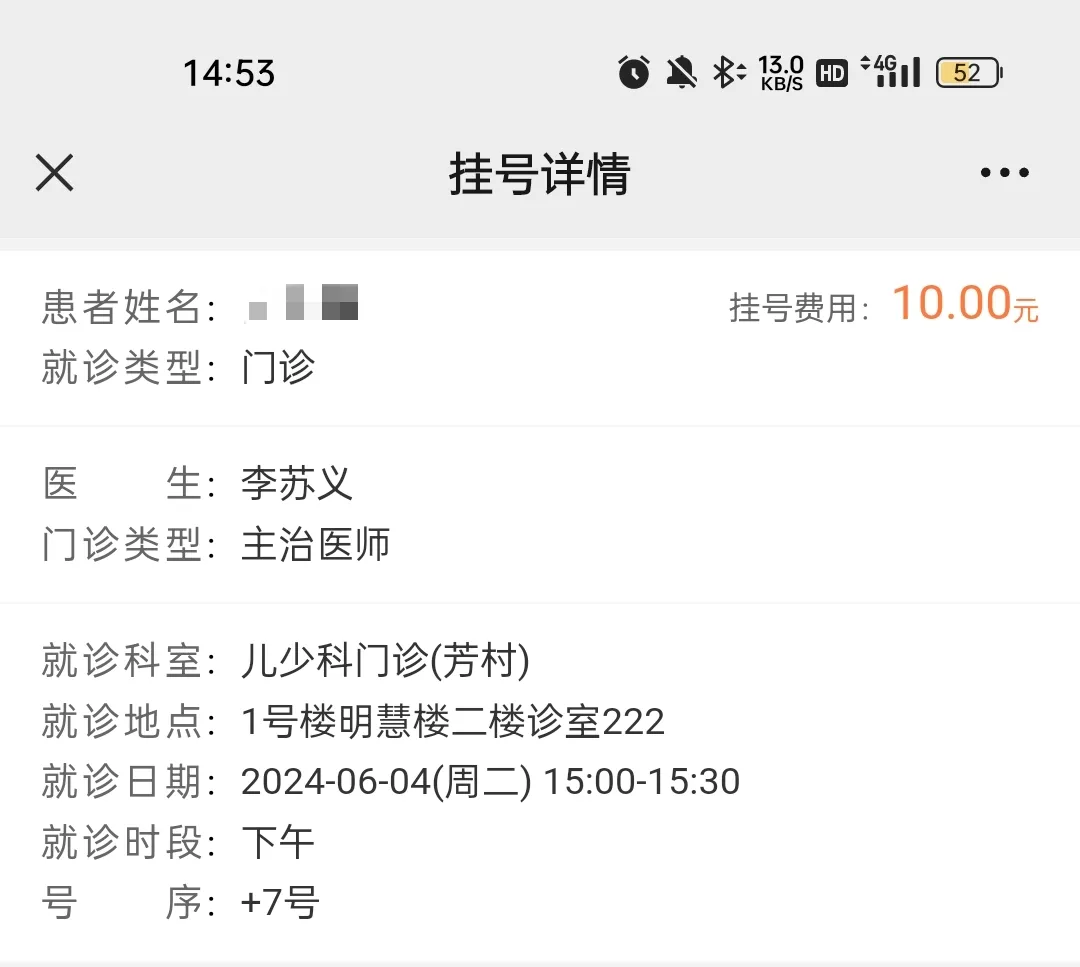 14:53
13.0 KB/S HD 4G 52
挂号详情
患者姓名: 挂号费用: 10.00元
就诊类型: 门诊
医生: 李苏义
门诊类型: 主治医师
就诊科室: 儿少科门诊(芳村)
就诊地点: 1号楼明慧楼二楼诊室222
就诊日期: 2024-06-04(周二) 15:00-15:30
就诊时段: 下午
号序: +7号